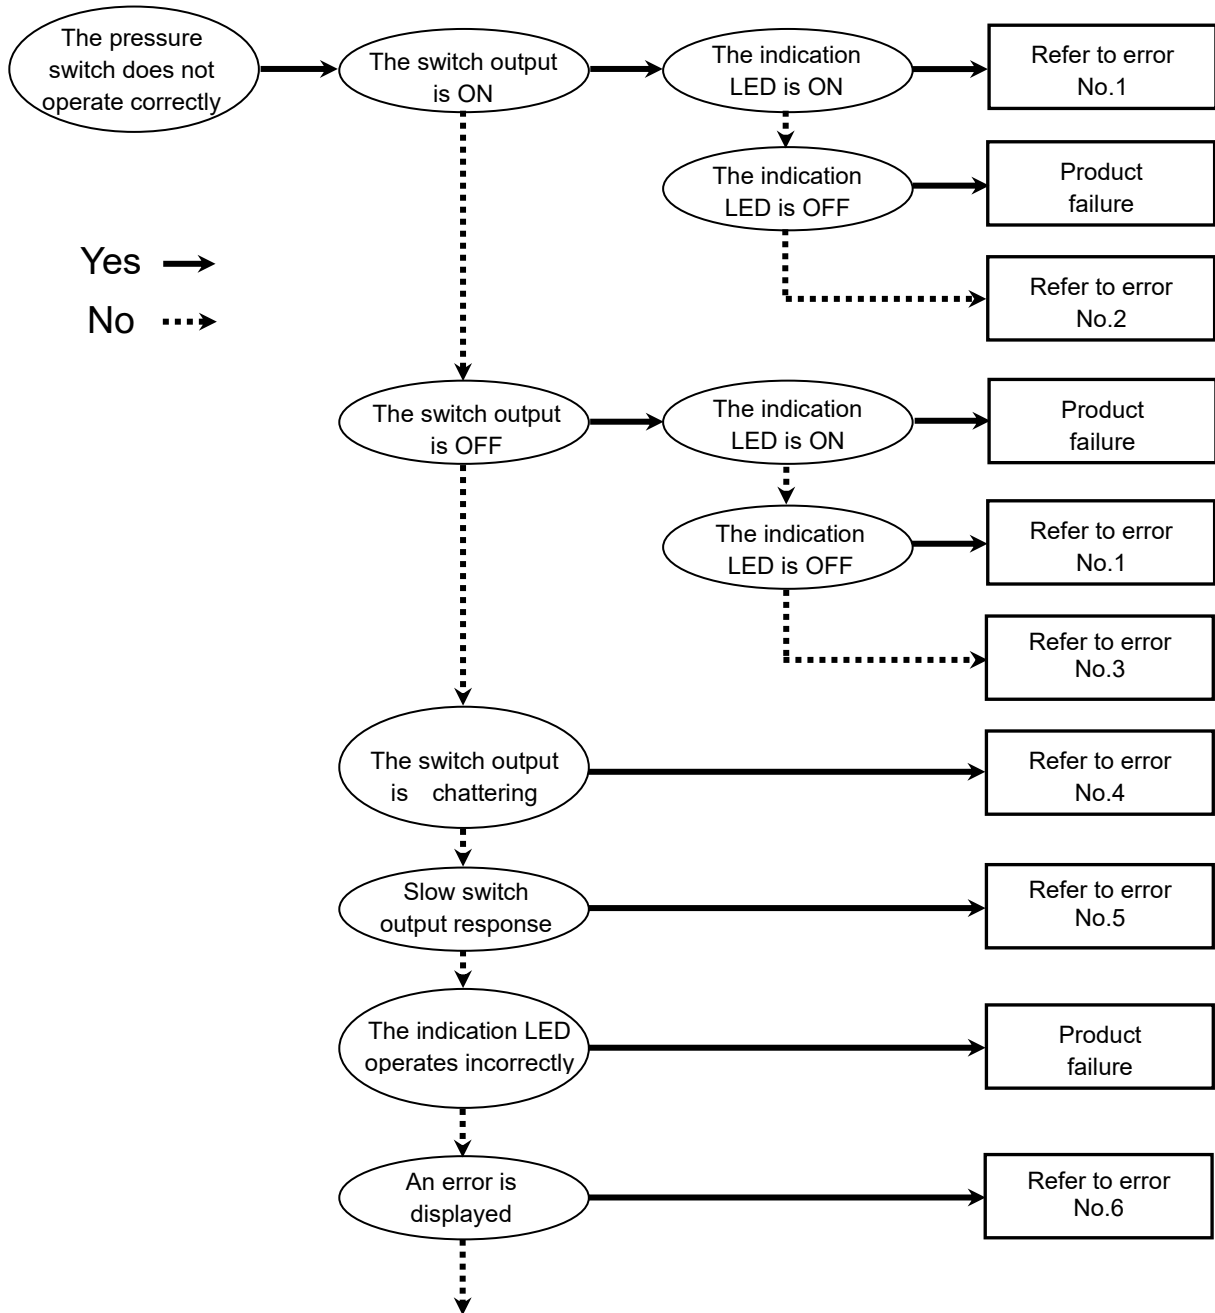 The pressure
switch does not
operate correctly
The switch output
is ON
The indication
LED is ON
Refer to error
No.1
The indication
LED is OFF
Product
failure
Refer to error
No.2
Yes
No
The switch output
is OFF
The indication
LED is ON
Product
failure
The indication
LED is OFF
Refer to error
No.1
Refer to error
No.3
The switch output
is chattering
Refer to error
No.4
Slow switch
output response
Refer to error
No.5
The indication LED
operates incorrectly
Product
failure
An error is
displayed
Refer to error
No.6